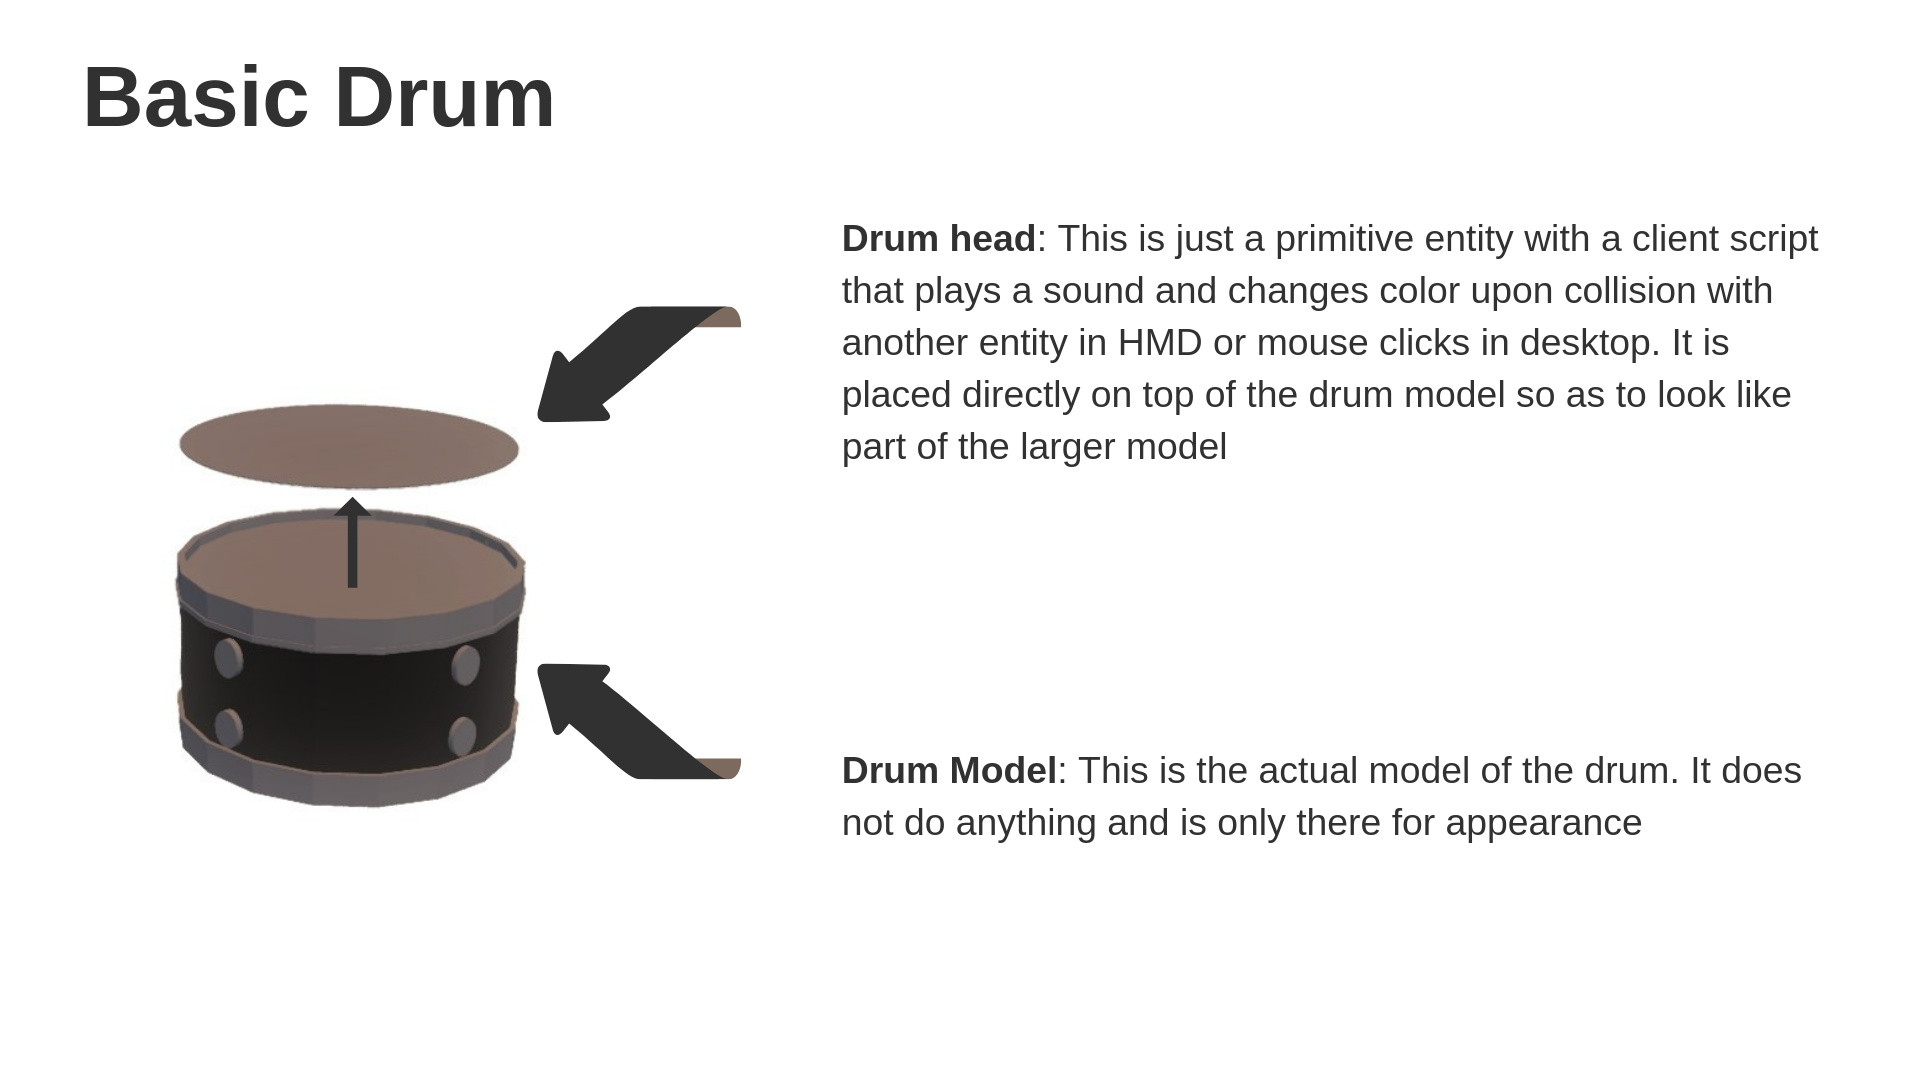 Basic Drum
Drum head: This is just a primitive entity with a client script
that plays a sound and changes color upon collision with
another entity in HMD or mouse clicks in desktop. It is
placed directly on top of the drum model so as to look like
part of the larger model
Drum Model: This is the actual model of the drum. It does
not do anything and is only there for appearance